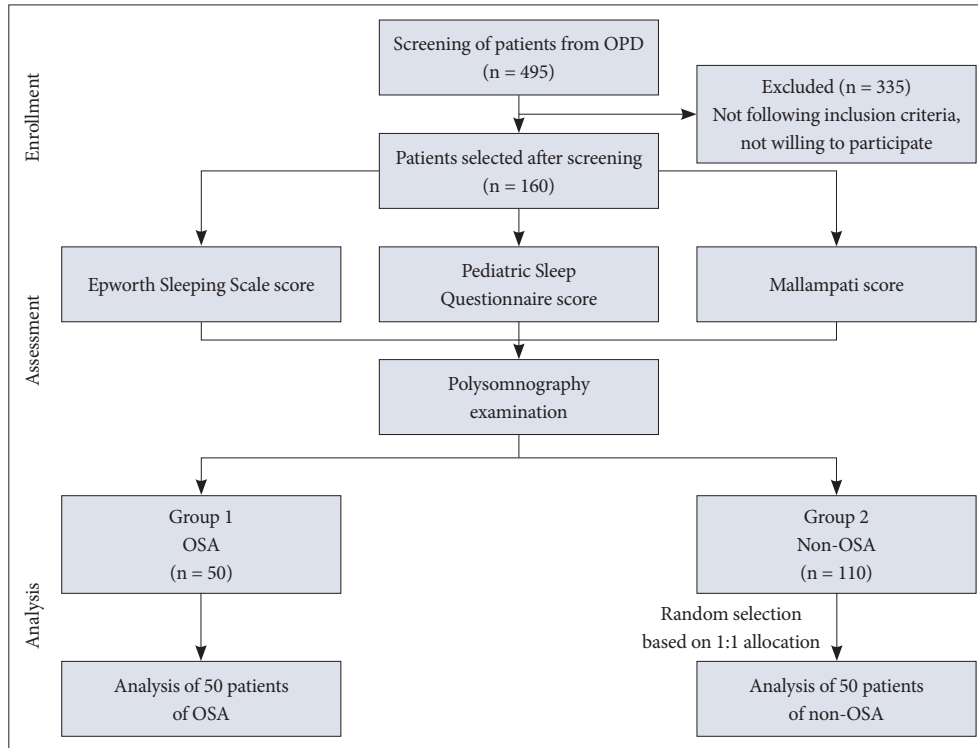 Enrollment
Screening of patients from OPD
(n = 495)
Excluded (n = 335)
Not following inclusion criteria,
not willing to participate
Patients selected after screening
(n = 160)
Assessment
Epworth Sleeping Scale score
Pediatric Sleep
Questionnaire score
Mallampati score
Polysomnography
examination
Analysis
Group 1
OSA
(n = 50)
Group 2
Non-OSA
(n = 110)
Random selection
based on 1:1 allocation
Analysis of 50 patients
of OSA
Analysis of 50 patients
of non-OSA